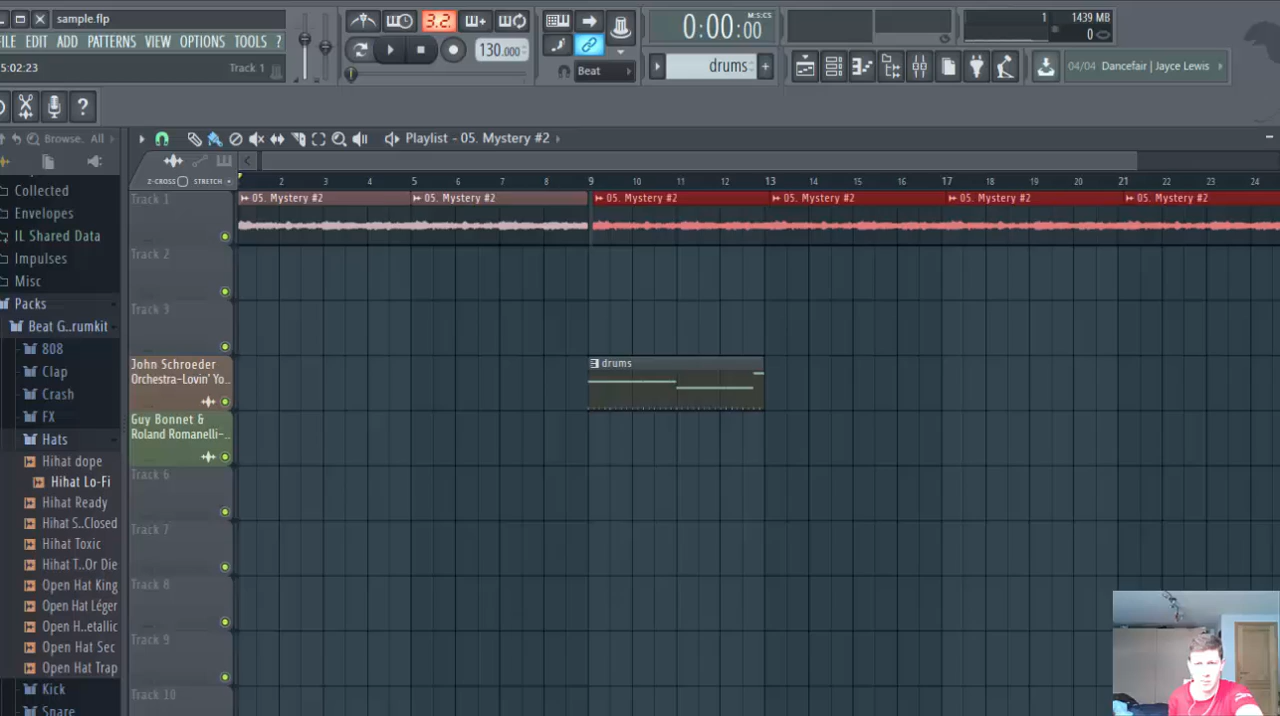 sample.flp
FILE EDIT ADD PATTERNS VIEW OPTIONS TOOLS ?
5:02:23 Track 1
3.2.
130.000
Beat
0:00:00
M:S:CS
drums
1
1439 MB
0
04/04 Dancefair | Jayce Lewis
Browse.. All
Playlist - 05. Mystery #2
Z-CROSS STRETCH
2 3 4 5 6 7 8 9 10 11 12 13 14 15 16 17 18 19 20 21 22 23 24
Collected
Envelopes
IL Shared Data
Impulses
Misc
Packs
Beat G..rumkit
808
Clap
Crash
FX
Hats
Hihat dope
Hihat Lo-Fi
Hihat Ready
Hihat S..Closed
Hihat Toxic
Hihat T..Or Die
Open Hat King
Open Hat Léger
Open H..etallic
Open Hat Sec
Open Hat Trap
Kick
Snare
Track 1
05. Mystery #2 05. Mystery #2 05. Mystery #2 05. Mystery #2 05. Mystery #2 05. Mystery #2
Track 2
Track 3
John Schroeder
Orchestra-Lovin' Yo...
drums
Guy Bonnet &
Roland Romanelli-...
Track 6
Track 7
Track 8
Track 9
Track 10